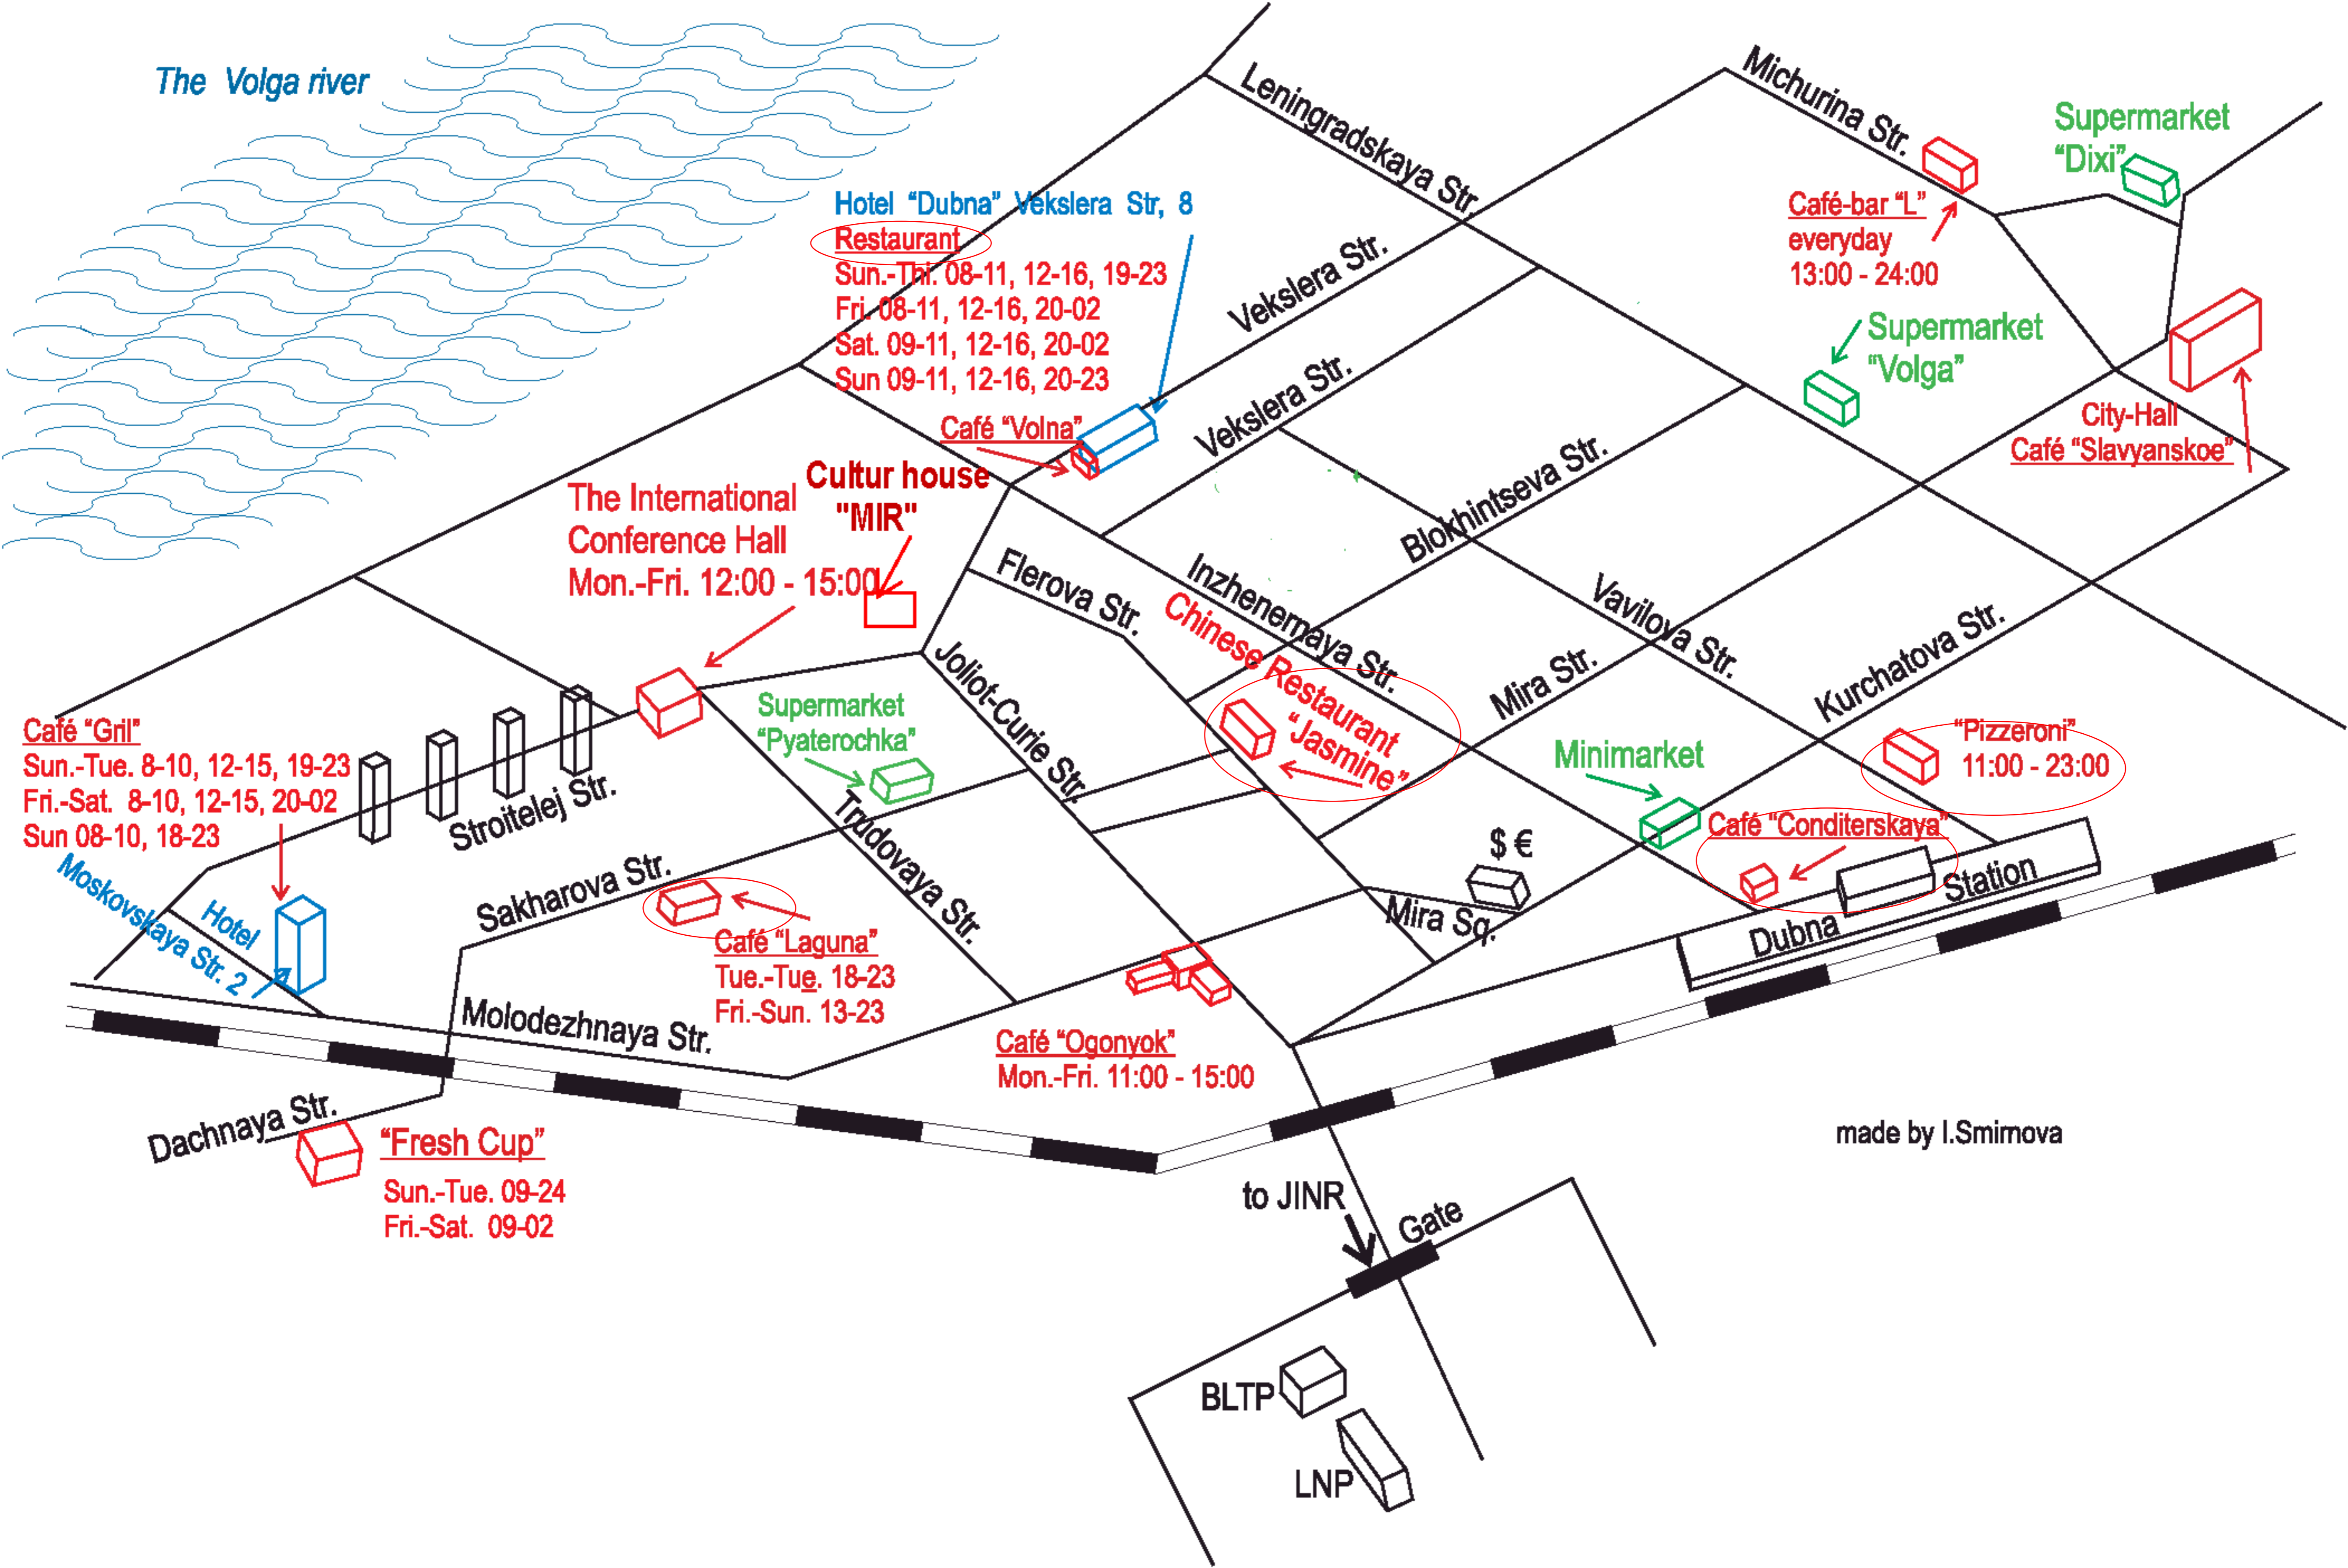 The Volga river
Leningradskaya Str.
Michurina Str.
Supermarket
“Dixi”
Café-bar “L”
everyday
13:00 - 24:00
Hotel “Dubna” Vekslera Str, 8
Restaurant
Sun.-Thi. 08-11, 12-16, 19-23
Fri. 08-11, 12-16, 20-02
Sat. 09-11, 12-16, 20-02
Sun 09-11, 12-16, 20-23
Café “Volna”
Vekslera Str.
Vekslera Str.
Supermarket
“Volga”
City-Hall
Café “Slavyanskoe”
Cultur house
"MIR"
The International
Conference Hall
Mon.-Fri. 12:00 - 15:00
Blokhintseva Str.
Flerova Str.
Inzhenernaya Str.
Vavilova Str.
Mira Str.
Kurchatova Str.
Chinese Restaurant
“Jasmine”
Joliot-Curie Str.
Supermarket
“Pyaterochka”
Café “Gril”
Sun.-Tue. 8-10, 12-15, 19-23
Fri.-Sat. 8-10, 12-15, 20-02
Sun 08-10, 18-23
Stroitelej Str.
Trudovaya Str.
Minimarket
“Pizzeroni”
11:00 - 23:00
Café “Conditerskaya”
$ €
Mira Sq.
Dubna Station
Hotel
Moskovskaya Str. 2
Sakharova Str.
Café “Laguna”
Tue.-Tue. 18-23
Fri.-Sun. 13-23
Molodezhnaya Str.
Café “Ogonyok”
Mon.-Fri. 11:00 - 15:00
Dachnaya Str.
“Fresh Cup”
Sun.-Tue. 09-24
Fri.-Sat. 09-02
made by I.Smirnova
to JINR
Gate
BLTP
LNP